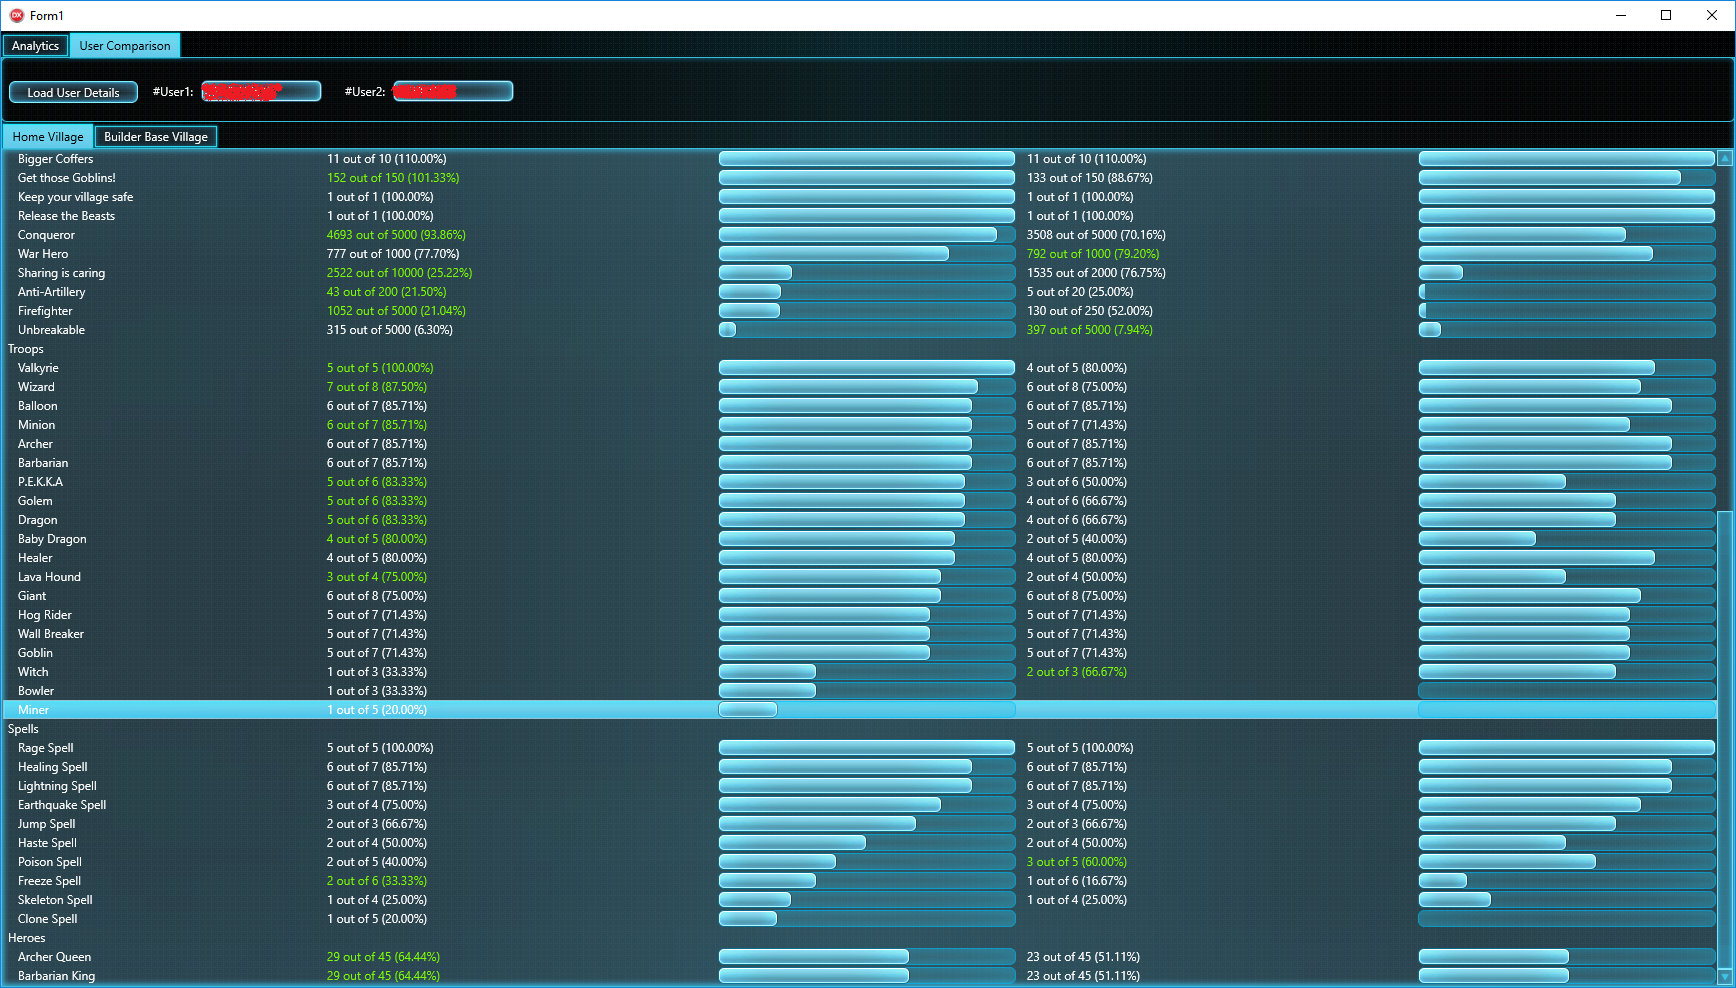 DX Form1
Analytics User Comparison
Load User Details #User1: #User2:
Home Village Builder Base Village
Bigger Coffers 11 out of 10 (110.00%) 11 out of 10 (110.00%)
Get those Goblins! 152 out of 150 (101.33%) 133 out of 150 (88.67%)
Keep your village safe 1 out of 1 (100.00%) 1 out of 1 (100.00%)
Release the Beasts 1 out of 1 (100.00%) 1 out of 1 (100.00%)
Conqueror 4693 out of 5000 (93.86%) 3508 out of 5000 (70.16%)
War Hero 777 out of 1000 (77.70%) 792 out of 1000 (79.20%)
Sharing is caring 2522 out of 10000 (25.22%) 1535 out of 2000 (76.75%)
Anti-Artillery 43 out of 200 (21.50%) 5 out of 20 (25.00%)
Firefighter 1052 out of 5000 (21.04%) 130 out of 250 (52.00%)
Unbreakable 315 out of 5000 (6.30%) 397 out of 5000 (7.94%)
Troops
Valkyrie 5 out of 5 (100.00%) 4 out of 5 (80.00%)
Wizard 7 out of 8 (87.50%) 6 out of 8 (75.00%)
Balloon 6 out of 7 (85.71%) 6 out of 7 (85.71%)
Minion 6 out of 7 (85.71%) 5 out of 7 (71.43%)
Archer 6 out of 7 (85.71%) 6 out of 7 (85.71%)
Barbarian 6 out of 7 (85.71%) 6 out of 7 (85.71%)
P.E.K.K.A 5 out of 6 (83.33%) 3 out of 6 (50.00%)
Golem 5 out of 6 (83.33%) 4 out of 6 (66.67%)
Dragon 5 out of 6 (83.33%) 4 out of 6 (66.67%)
Baby Dragon 4 out of 5 (80.00%) 2 out of 5 (40.00%)
Healer 4 out of 5 (80.00%) 4 out of 5 (80.00%)
Lava Hound 3 out of 4 (75.00%) 2 out of 4 (50.00%)
Giant 6 out of 8 (75.00%) 6 out of 8 (75.00%)
Hog Rider 5 out of 7 (71.43%) 5 out of 7 (71.43%)
Wall Breaker 5 out of 7 (71.43%) 5 out of 7 (71.43%)
Goblin 5 out of 7 (71.43%) 5 out of 7 (71.43%)
Witch 1 out of 3 (33.33%) 2 out of 3 (66.67%)
Bowler 1 out of 3 (33.33%)
Miner 1 out of 5 (20.00%)
Spells
Rage Spell 5 out of 5 (100.00%) 5 out of 5 (100.00%)
Healing Spell 6 out of 7 (85.71%) 6 out of 7 (85.71%)
Lightning Spell 6 out of 7 (85.71%) 6 out of 7 (85.71%)
Earthquake Spell 3 out of 4 (75.00%) 3 out of 4 (75.00%)
Jump Spell 2 out of 3 (66.67%) 2 out of 3 (66.67%)
Haste Spell 2 out of 4 (50.00%) 2 out of 4 (50.00%)
Poison Spell 2 out of 5 (40.00%) 3 out of 5 (60.00%)
Freeze Spell 2 out of 6 (33.33%) 1 out of 6 (16.67%)
Skeleton Spell 1 out of 4 (25.00%) 1 out of 4 (25.00%)
Clone Spell 1 out of 5 (20.00%)
Heroes
Archer Queen 29 out of 45 (64.44%) 23 out of 45 (51.11%)
Barbarian King 29 out of 45 (64.44%) 23 out of 45 (51.11%)